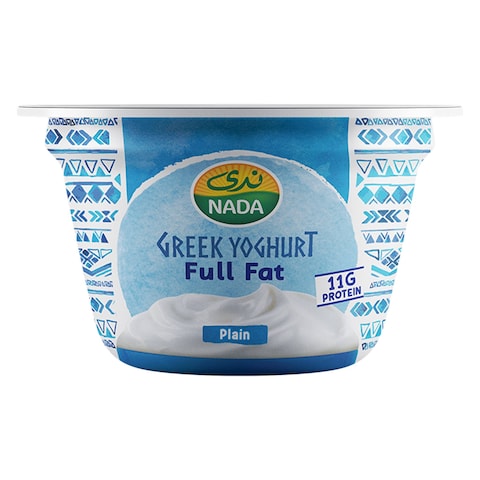 ندى
NADA
GREEK YOGHURT
Full Fat
11G
PROTEIN
Plain